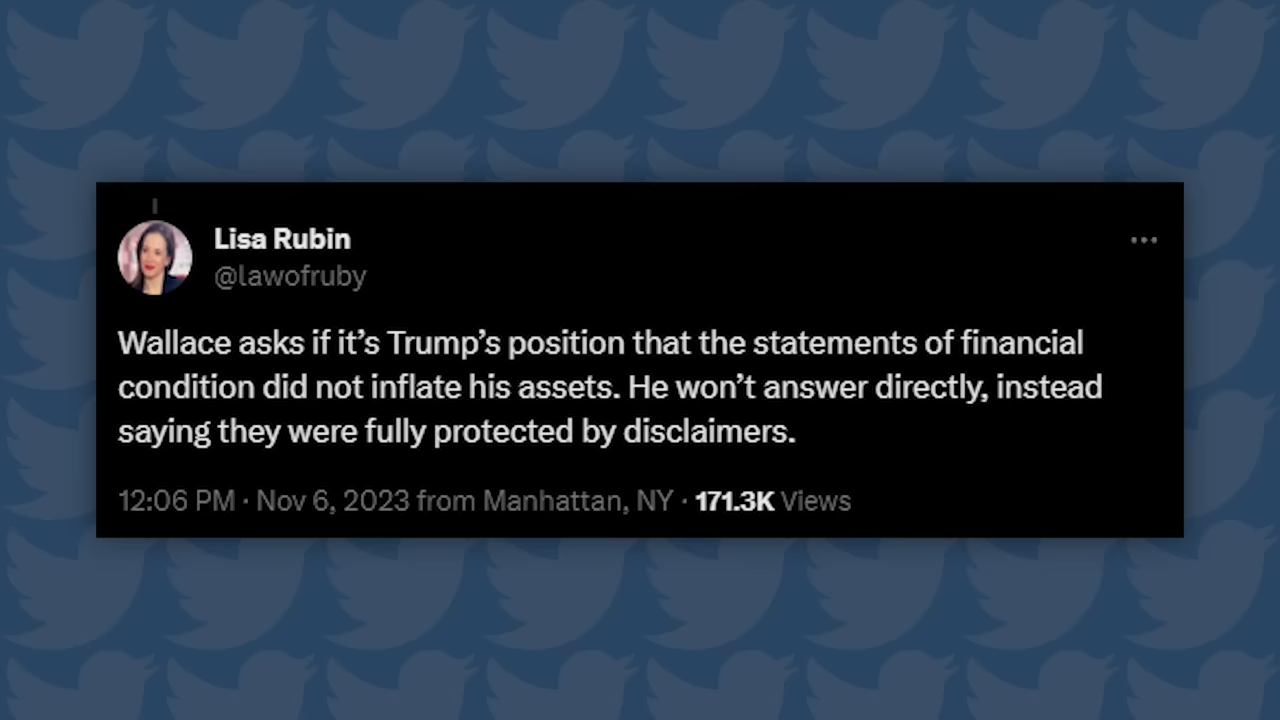 Lisa Rubin
@lawofruby
Wallace asks if it’s Trump’s position that the statements of financial
condition did not inflate his assets. He won’t answer directly, instead
saying they were fully protected by disclaimers.
12:06 PM · Nov 6, 2023 from Manhattan, NY · 171.3K Views